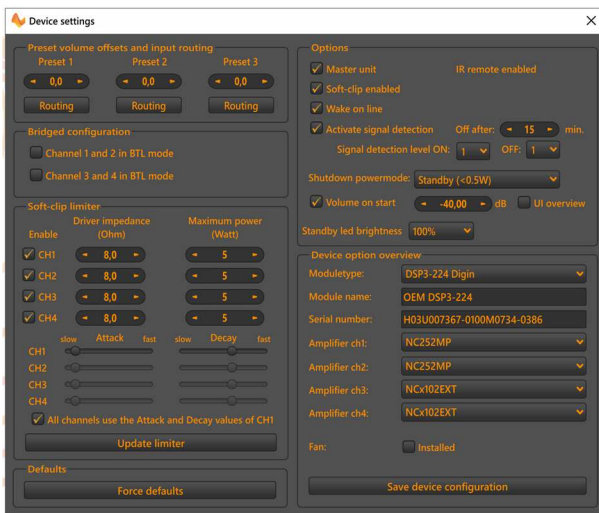 Device settings
Preset volume offsets and input routing
Preset 1 Preset 2 Preset 3
0,0 0,0 0,0
Routing Routing Routing
Bridged configuration
Channel 1 and 2 in BTL mode
Channel 3 and 4 in BTL mode
Soft-clip limiter
Driver impedance Maximum power
Enable (Ohm) (Watt)
CH1 8,0 5
CH2 8,0 5
CH3 8,0 5
CH4 8,0 5
slow Attack fast slow Decay fast
CH1
CH2
CH3
CH4
All channels use the Attack and Decay values of CH1
Update limiter
Defaults
Force defaults
Options
Master unit IR remote enabled
Soft-clip enabled
Wake on line
Activate signal detection Off after: 15 min.
Signal detection level ON: 1 OFF: 1
Shutdown powermode: Standby (<0.5W)
Volume on start -40,00 dB UI overview
Standby led brightness 100%
Device option overview
Moduletype: DSP3-224 Digin
Module name: OEM DSP3-224
Serial number: H03U007367-0100M0734-0386
Amplifier ch1: NC252MP
Amplifier ch2: NC252MP
Amplifier ch3: NCx102EXT
Amplifier ch4: NCx102EXT
Fan: Installed
Save device configuration